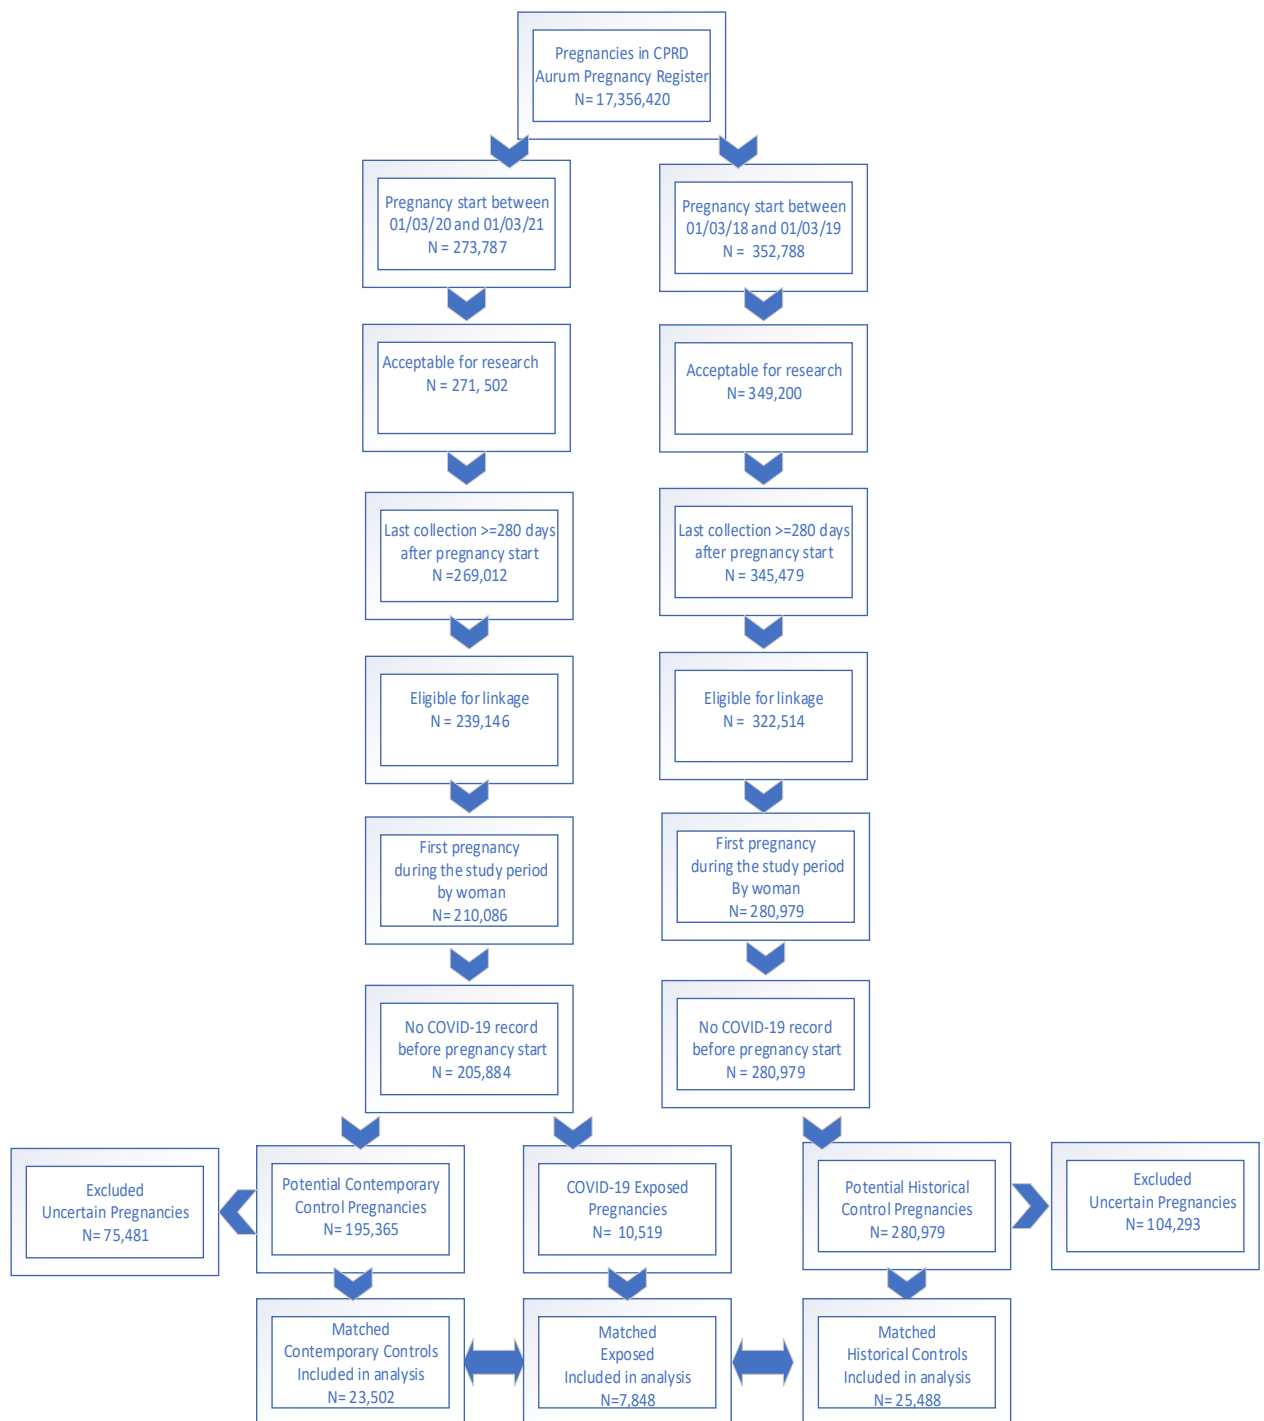 Pregnancies in CPRD
Aurum Pregnancy Register
N= 17,356,420
Pregnancy start between
01/03/20 and 01/03/21
N = 273,787
Pregnancy start between
01/03/18 and 01/03/19
N = 352,788
Acceptable for research
N = 271, 502
Acceptable for research
N= 349,200
Last collection >=280 days
after pregnancy start
N =269,012
Last collection >=280 days
after pregnancy start
N = 345,479
Eligible for linkage
N = 239,146
Eligible for linkage
N = 322,514
First pregnancy
during the study period
by woman
N= 210,086
First pregnancy
during the study period
By woman
N= 280,979
No COVID-19 record
before pregnancy start
N = 205,884
No COVID-19 record
before pregnancy start
N = 280,979
Excluded
Uncertain Pregnancies
N= 75,481
Potential Contemporary
Control Pregnancies
N= 195,365
COVID-19 Exposed
Pregnancies
N= 10,519
Potential Historical
Control Pregnancies
N= 280,979
Excluded
Uncertain Pregnancies
N= 104,293
Matched
Contemporary Controls
Included in analysis
N= 23,502
Matched
Exposed
Included in analysis
N=7,848
Matched
Historical Controls
Included in analysis
N= 25,488